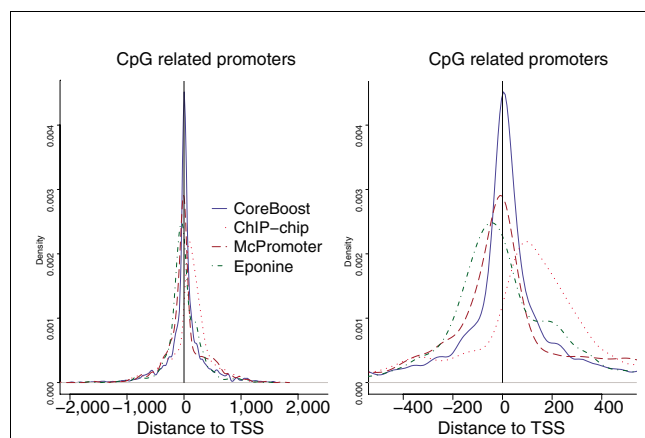 CpG related promoters
0.004
0.003
0.002
0.001
0.000
Density
CoreBoost
ChIP−chip
McPromoter
Eponine
−2,000 −1,000 0 1,000 2,000
Distance to TSS
CpG related promoters
0.004
0.003
0.002
0.001
0.000
Density
−400 −200 0 200 400
Distance to TSS